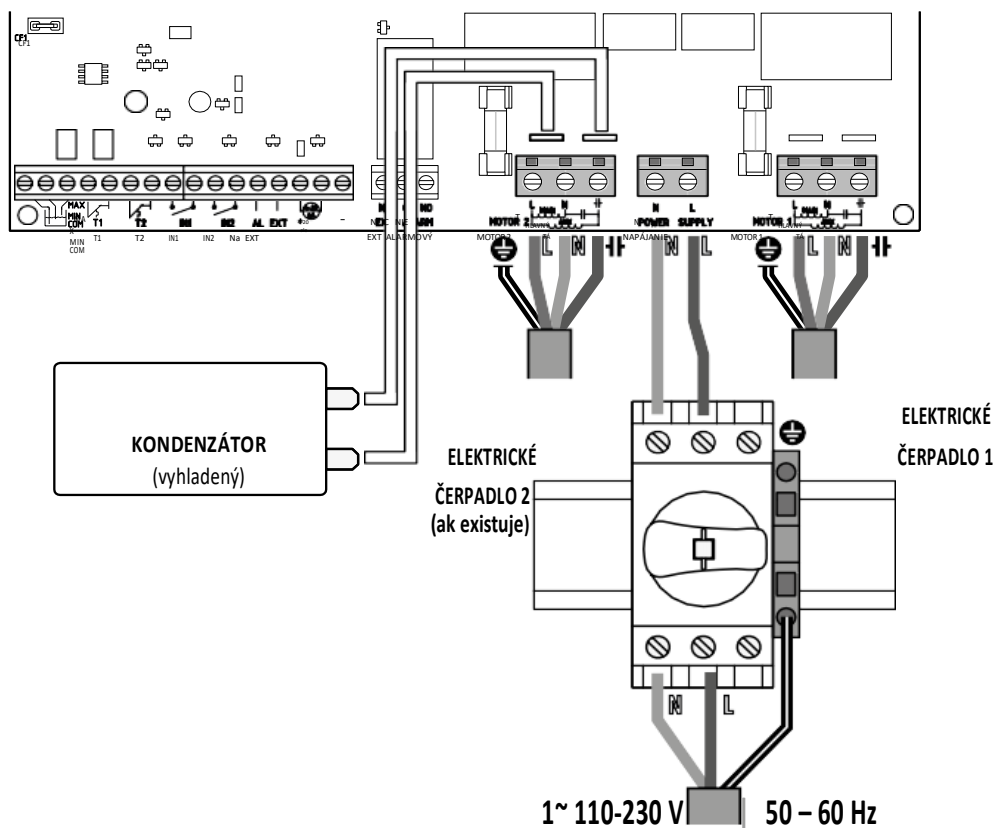 CF1
CF1
MAX
MIN
COM T1 T2 IN1 IN2 AL EXT
MIN T1 T2 IN1 IN2 Na EXT
COM
NO
MOTOR 2
L N
N L
POWER SUPPLY
MOTOR 1
L N
EXT ALARMOVÝ MOTOR 2 NAPÁJANIE MOTOR 1
L N N L L N
KONDENZÁTOR
(vyhladený)
ELEKTRICKÉ
ČERPADLO 2
(ak existuje)
ELEKTRICKÉ
ČERPADLO 1
N L
1~ 110-230 V 50 – 60 Hz